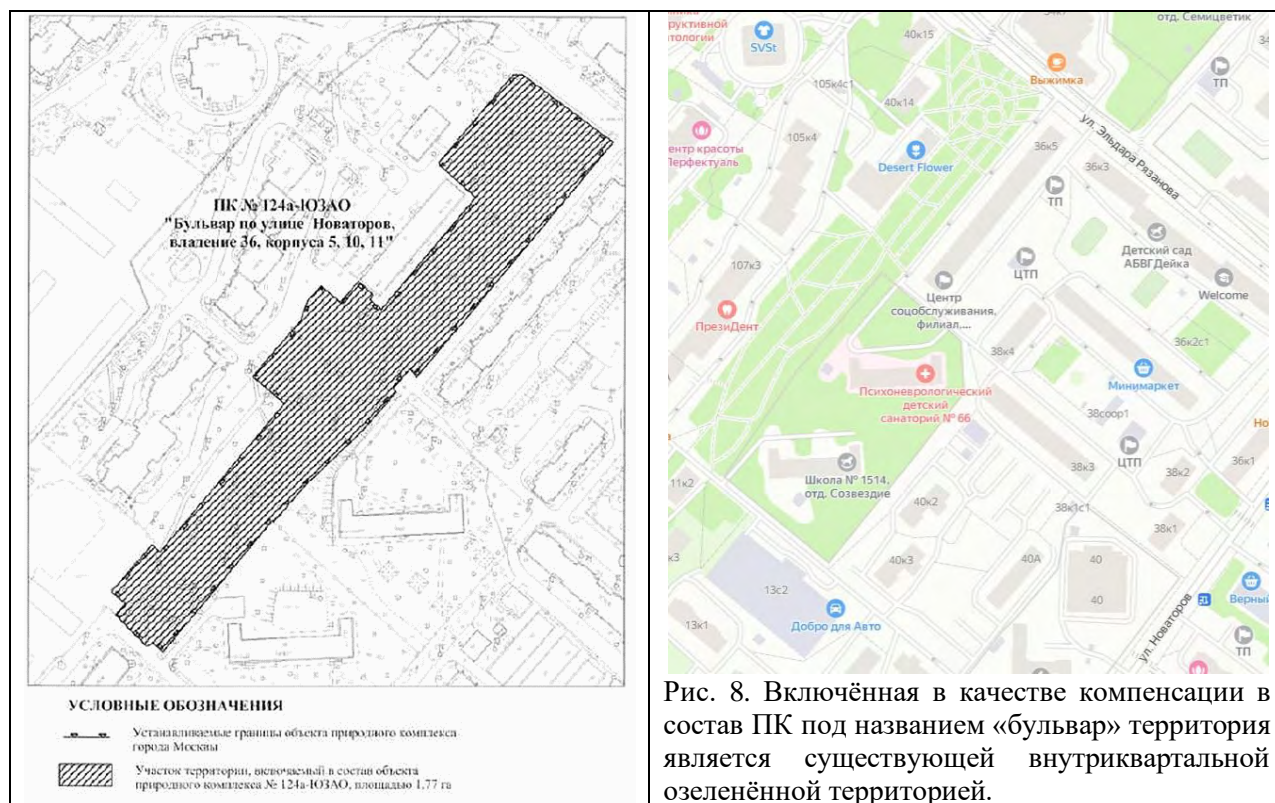 ПК № 124а-ЮЗАО
"Бульвар по улице Новаторов,
владение 36, корпуса 5, 10, 11"
УСЛОВНЫЕ ОБОЗНАЧЕНИЯ
Устанавливаемые границы объекта природного комплекса
города Москвы
Участок территории, включаемый в состав объекта
природного комплекса № 124а-ЮЗАО, площадью 1,77 га
отд. Семицветик
40к15
SVSt
Выжимка
ТП
105к4с1
40к14
105к4
Desert Flower
ул. Эльдара Рязанова
36к5
36к3
ТП
Детский сад
АБВГДейка
ЦТП
Welcome
107к3
Центр
соцобслуживания,
филиал....
ПрезиДент
38к4
36к2с1
Минимаркет
Психоневрологический
детский
санаторий № 66
38соор1
ЦТП
Школа № 1514,
отд. Созвездие
11к2
38к3
38к2
36к1
40к2
38к1с1
38к1
40к3
40А
40
40
13с2
Верный
Добро для Авто
13к1
ул. Новаторов
ТП
Рис. 8. Включённая в качестве компенсации в
состав ПК под названием «бульвар» территория
является существующей внутриквартальной
озеленённой территорией.